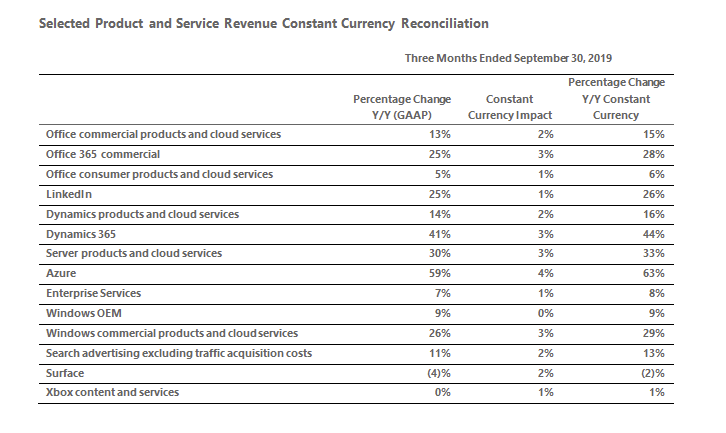 Selected Product and Service Revenue Constant Currency Reconciliation
Three Months Ended September 30, 2019
Percentage Change Y/Y (GAAP) Constant Currency Impact Percentage Change Y/Y Constant Currency
Office commercial products and cloud services 13% 2% 15%
Office 365 commercial 25% 3% 28%
Office consumer products and cloud services 5% 1% 6%
LinkedIn 25% 1% 26%
Dynamics products and cloud services 14% 2% 16%
Dynamics 365 41% 3% 44%
Server products and cloud services 30% 3% 33%
Azure 59% 4% 63%
Enterprise Services 7% 1% 8%
Windows OEM 9% 0% 9%
Windows commercial products and cloud services 26% 3% 29%
Search advertising excluding traffic acquisition costs 11% 2% 13%
Surface (4)% 2% (2)%
Xbox content and services 0% 1% 1%